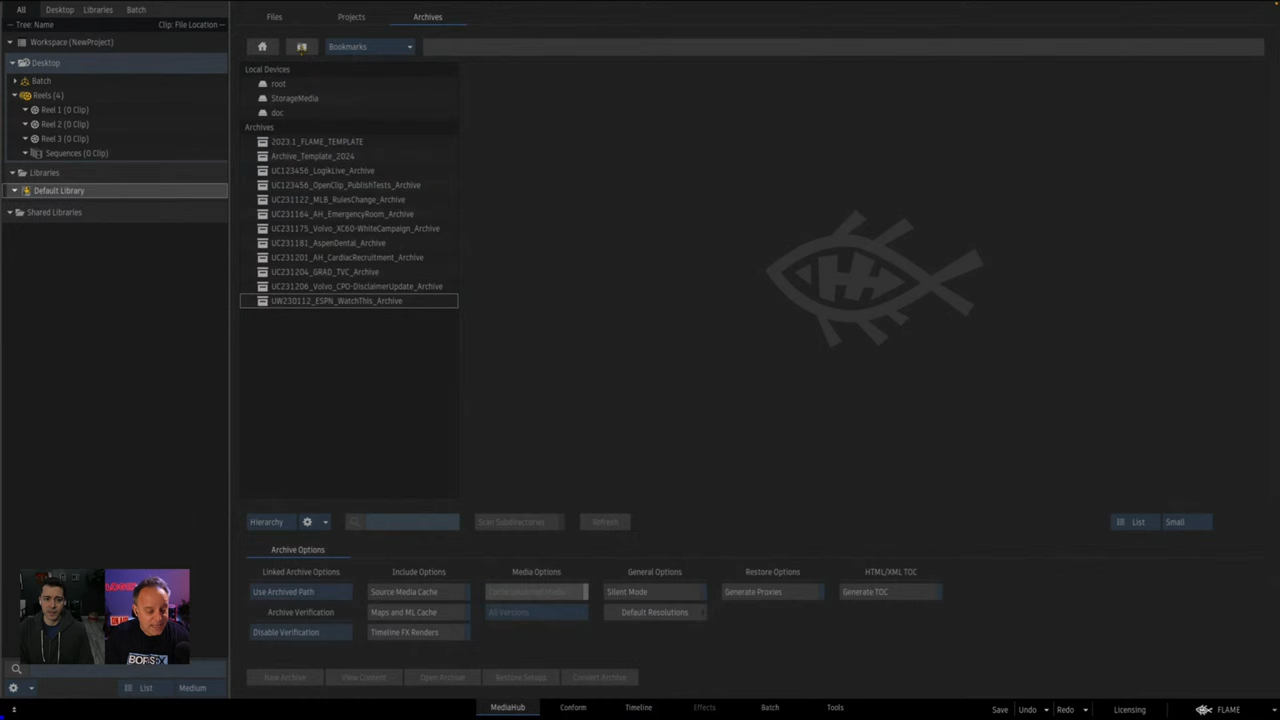 All Desktop Libraries Batch
Tree: Name Clip: File Location
Workspace (NewProject)
Desktop
Batch
Reels (4)
Reel 1 (0 Clip)
Reel 2 (0 Clip)
Reel 3 (0 Clip)
Sequences (0 Clip)
Libraries
Default Library
Shared Libraries
List Medium
Files Projects Archives
Bookmarks
Local Devices
root
StorageMedia
doc
Archives
2023.1_FLAME_TEMPLATE
Archive_Template_2024
UC123456_LogikLive_Archive
UC123456_OpenClip_PublishTests_Archive
UC231122_MLB_RulesChange_Archive
UC231164_AH_EmergencyRoom_Archive
UC231175_Volvo_XC60-WhiteCampaign_Archive
UC231181_AspenDental_Archive
UC231201_AH_CardiacRecruitment_Archive
UC231204_GRAD_TVC_Archive
UC231206_Volvo_CPO-DisclaimerUpdate_Archive
UW230112_ESPN_WatchThis_Archive
Hierarchy Scan Subdirectories Refresh List Small
Archive Options
Linked Archive Options Include Options Media Options General Options Restore Options HTML/XML TOC
Use Archived Path Source Media Cache Silent Mode Generate Proxies Generate TOC
Archive Verification Maps and ML Cache All Versions Default Resolutions
Disable Verification Timeline FX Renders
New Archive View Content Open Archive Restore Setups Convert Archive
BORISFX
MediaHub Conform Timeline Effects Batch Tools Save Undo Redo Licensing FLAME